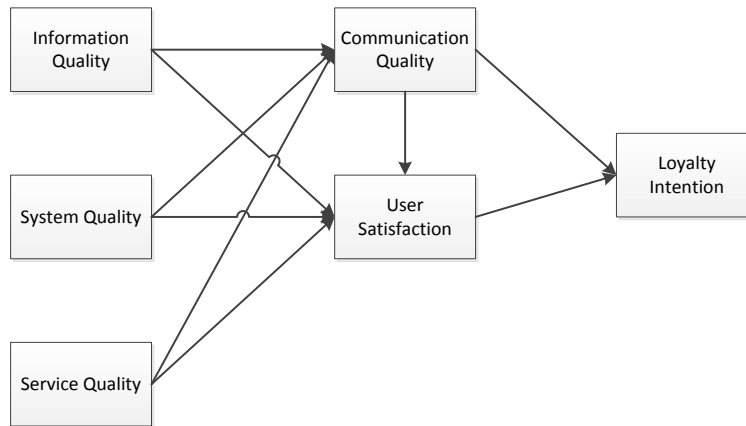 Information
Quality
Communication
Quality
Loyalty
Intention
System Quality
User
Satisfaction
Service Quality